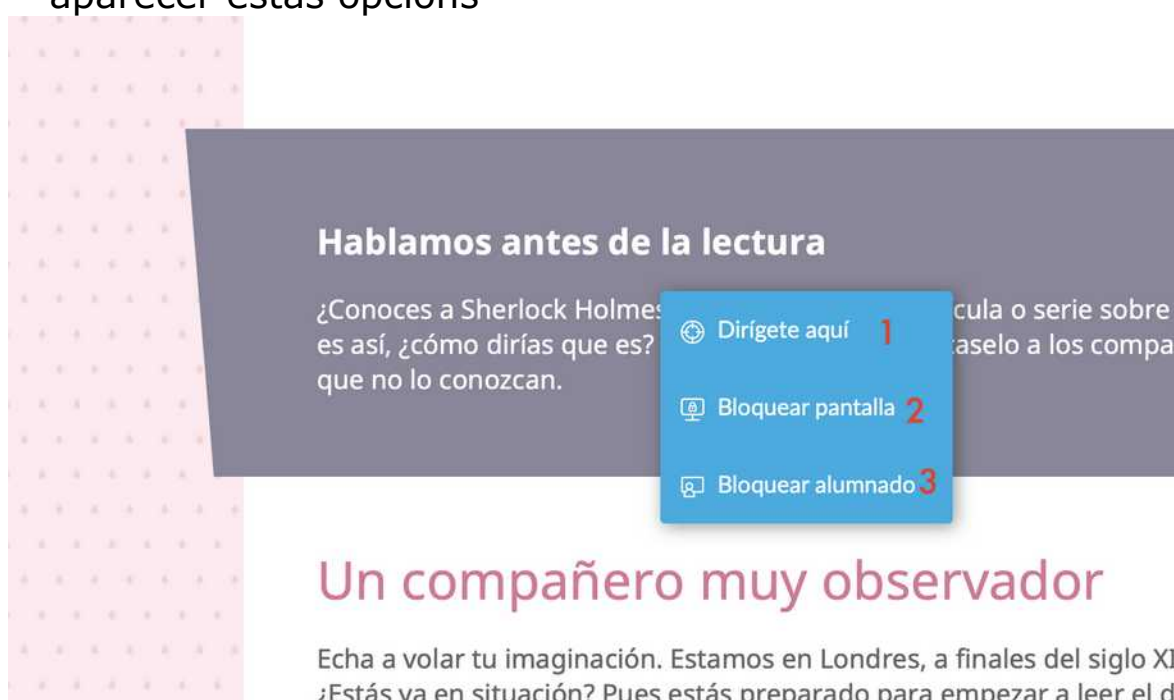 aparecer estas opcións
Hablamos antes de la lectura
¿Conoces a Sherlock Holmes cula o serie sobre
es así, ¿cómo dirías que es? taselo a los compa
que no lo conozcan.
Dirígete aquí 1
Bloquear pantalla 2
Bloquear alumnado 3
Un compañero muy observador
Echa a volar tu imaginación. Estamos en Londres, a finales del siglo XI
¿Estás ya en situación? Pues estás preparado para empezar a leer el